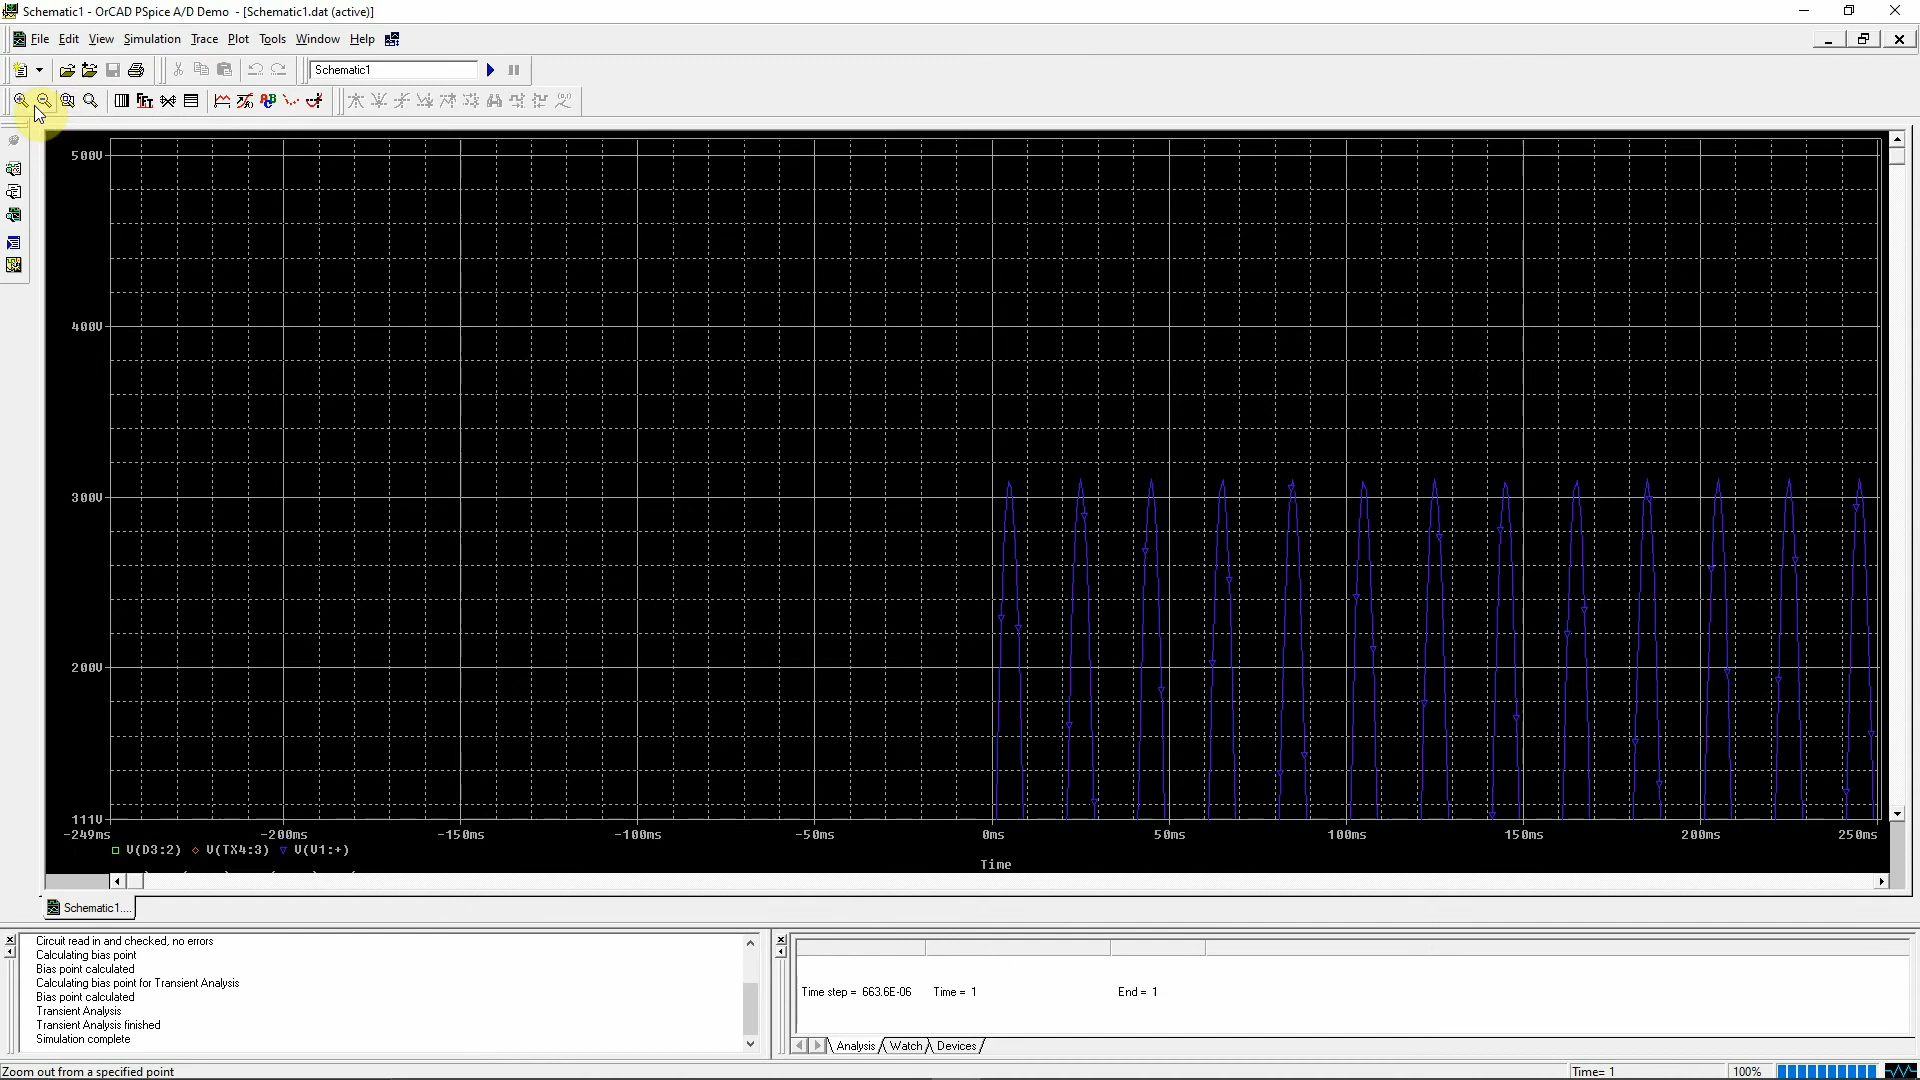 Schematic1 - OrCAD PSpice A/D Demo - [Schematic1.dat (active)]
File Edit View Simulation Trace Plot Tools Window Help
Schematic1
500V
400V
300V
200V
111V
-249ms -200ms -150ms -100ms -50ms 0ms 50ms 100ms 150ms 200ms 250ms
V(D3:2) V(TX4:3) V(V1:+)
Time
Schematic1....
Circuit read in and checked, no errors
Calculating bias point
Bias point calculated
Calculating bias point for Transient Analysis
Bias point calculated
Transient Analysis
Transient Analysis finished
Simulation complete
Time step = 663.6E-06 Time = 1 End = 1
Analysis Watch Devices
Zoom out from a specified point
Time= 1 100%